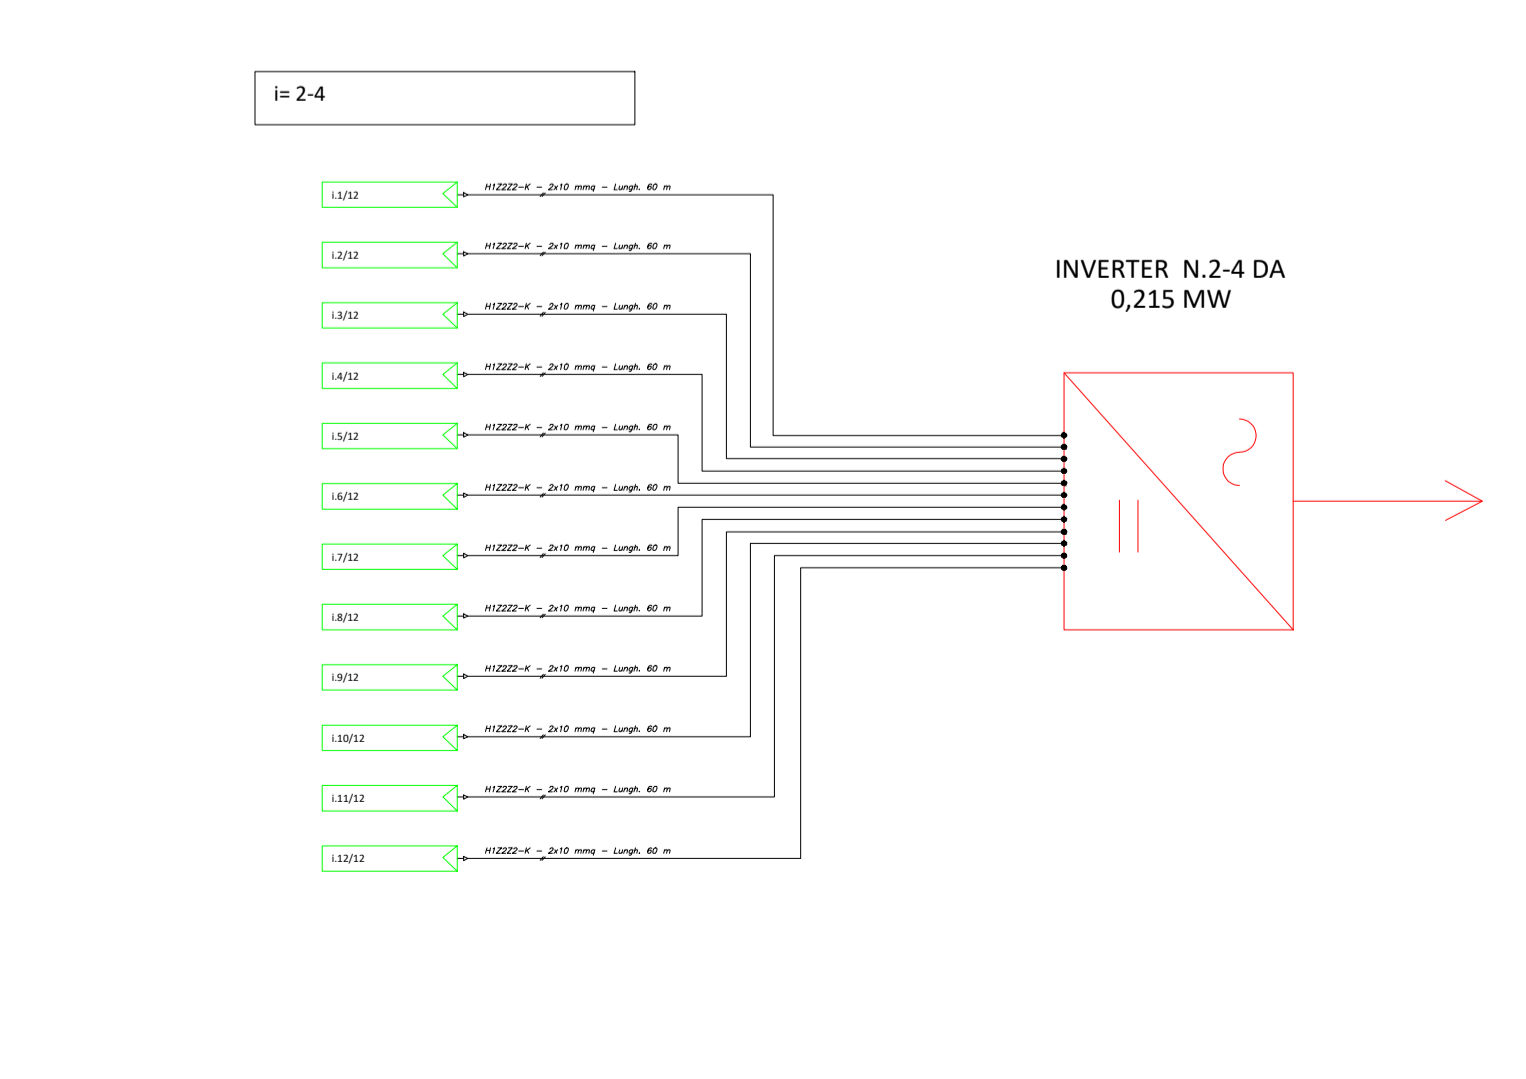 i= 2-4
i.1/12
H1Z2Z2-K - 2x10 mmq - Lungh. 60 m
i.2/12
H1Z2Z2-K - 2x10 mmq - Lungh. 60 m
INVERTER N.2-4 DA
0,215 MW
i.3/12
H1Z2Z2-K - 2x10 mmq - Lungh. 60 m
i.4/12
H1Z2Z2-K - 2x10 mmq - Lungh. 60 m
i.5/12
H1Z2Z2-K - 2x10 mmq - Lungh. 60 m
i.6/12
H1Z2Z2-K - 2x10 mmq - Lungh. 60 m
i.7/12
H1Z2Z2-K - 2x10 mmq - Lungh. 60 m
i.8/12
H1Z2Z2-K - 2x10 mmq - Lungh. 60 m
i.9/12
H1Z2Z2-K - 2x10 mmq - Lungh. 60 m
i.10/12
H1Z2Z2-K - 2x10 mmq - Lungh. 60 m
i.11/12
H1Z2Z2-K - 2x10 mmq - Lungh. 60 m
i.12/12
H1Z2Z2-K - 2x10 mmq - Lungh. 60 m